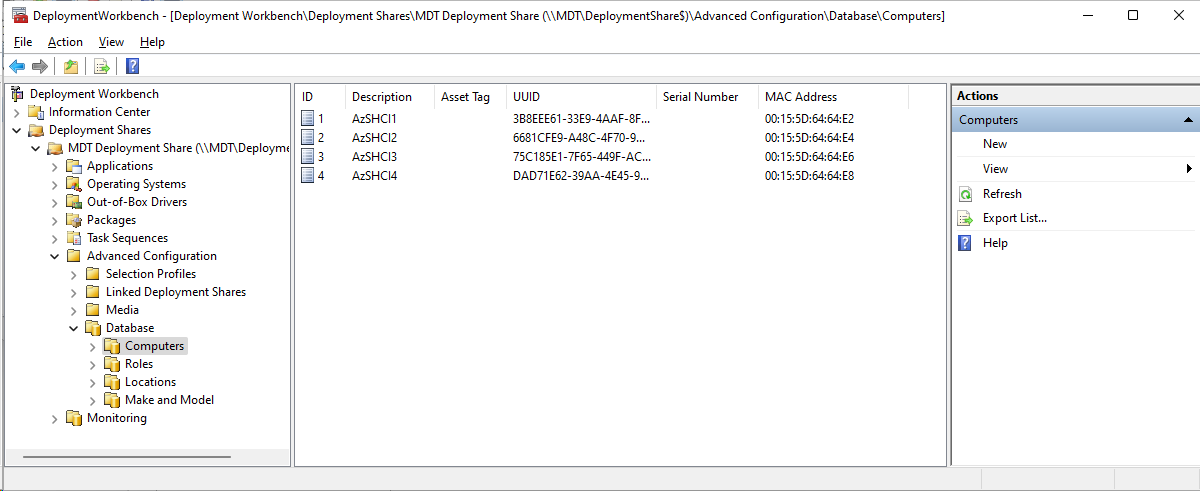 DeploymentWorkbench - [Deployment Workbench\Deployment Shares\MDT Deployment Share (\\MDT\DeploymentShare$)\Advanced Configuration\Database\Computers]
File Action View Help
Deployment Workbench
Information Center
Deployment Shares
MDT Deployment Share (\\MDT\Deployme
Applications
Operating Systems
Out-of-Box Drivers
Packages
Task Sequences
Advanced Configuration
Selection Profiles
Linked Deployment Shares
Media
Database
Computers
Roles
Locations
Make and Model
Monitoring
ID Description Asset Tag UUID Serial Number MAC Address
1 AzSHCI1 3B8EEE61-33E9-4AAF-8F... 00:15:5D:64:64:E2
2 AzSHCI2 6681CFE9-A48C-4F70-9... 00:15:5D:64:64:E4
3 AzSHCI3 75C185E1-7F65-449F-AC... 00:15:5D:64:64:E6
4 AzSHCI4 DAD71E62-39AA-4E45-9... 00:15:5D:64:64:E8
Actions
Computers
New
View
Refresh
Export List...
Help